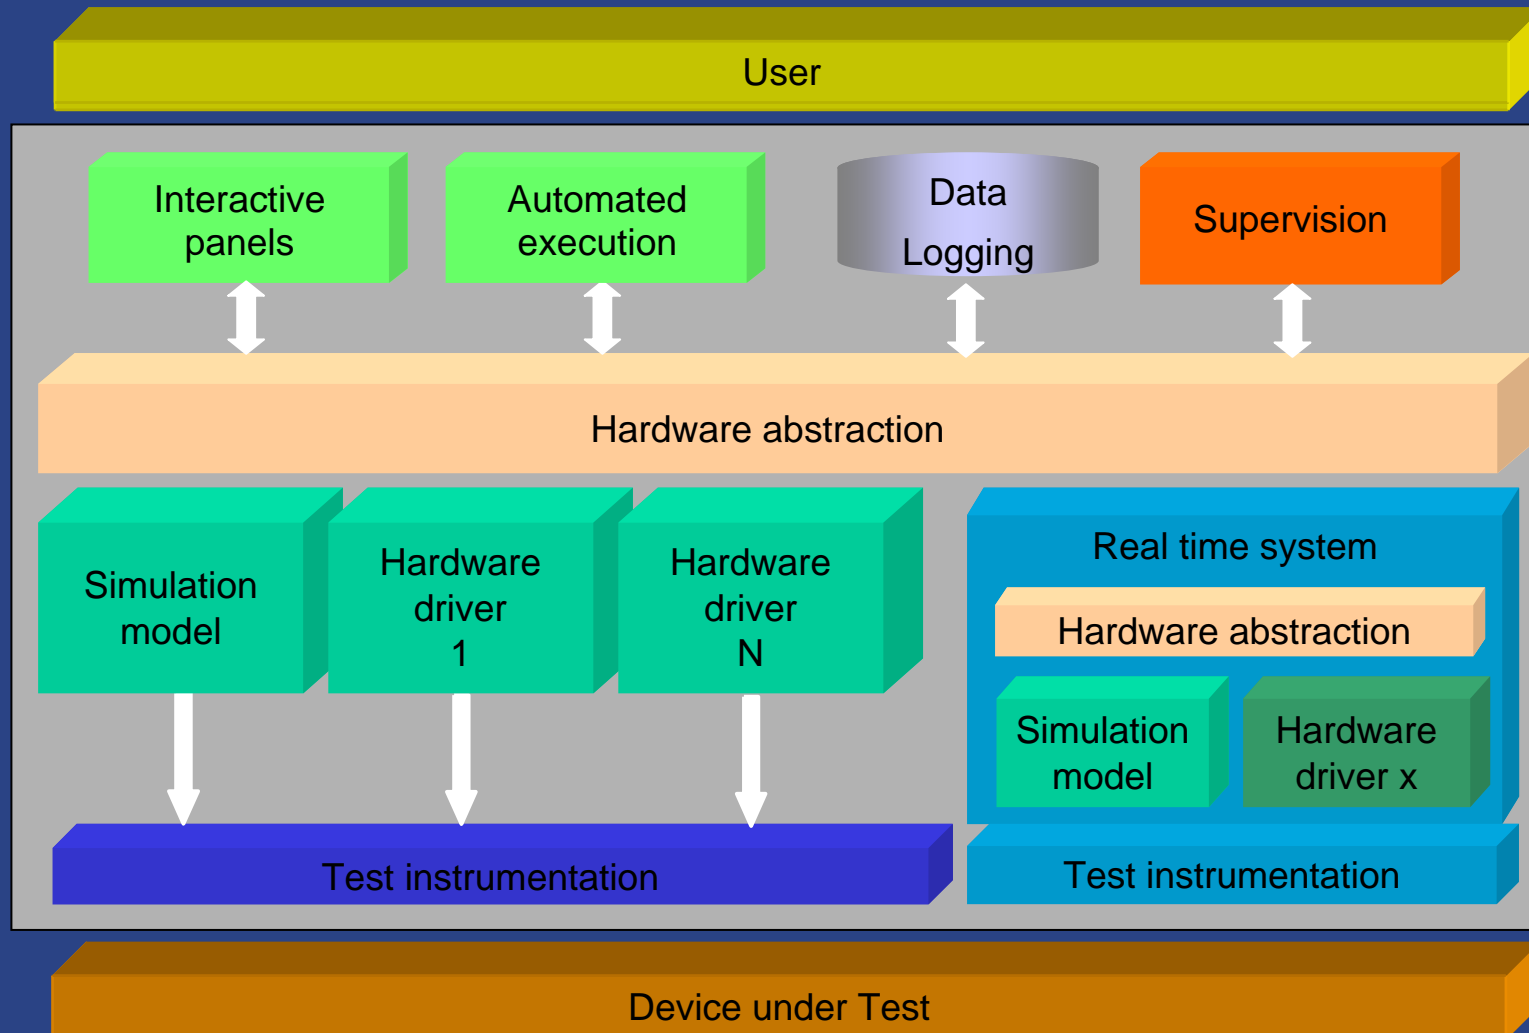 User
Interactive
panels
Automated
execution
Data
Logging
Supervision
Hardware abstraction
Simulation
model
Hardware
driver
1
Hardware
driver
N
Real time system
Hardware abstraction
Simulation
model
Hardware
driver x
Test instrumentation
Test instrumentation
Device under Test